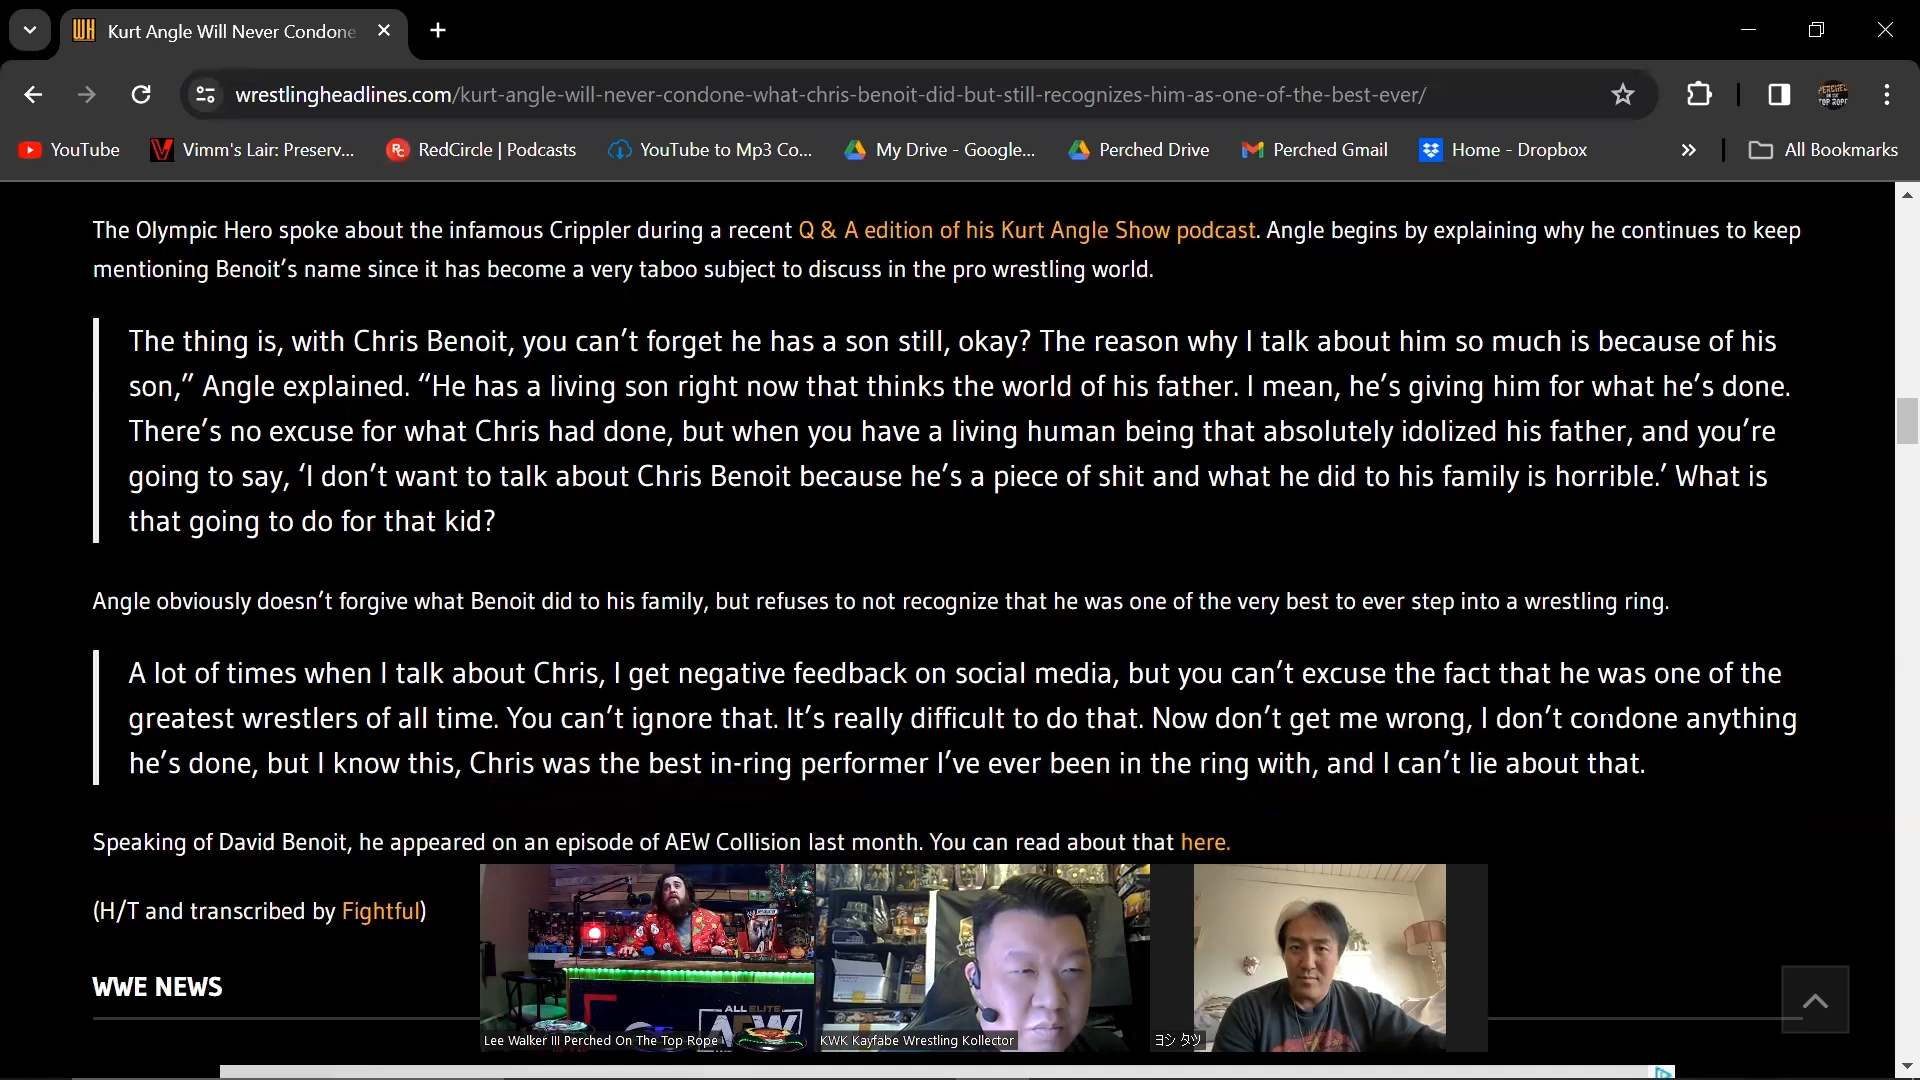 Kurt Angle Will Never Condone
wrestlingheadlines.com/kurt-angle-will-never-condone-what-chris-benoit-did-but-still-recognizes-him-as-one-of-the-best-ever/
YouTube
Vimm's Lair: Preserv...
RedCircle | Podcasts
YouTube to Mp3 Co...
My Drive - Google...
Perched Drive
Perched Gmail
Home - Dropbox
All Bookmarks
The Olympic Hero spoke about the infamous Crippler during a recent Q & A edition of his Kurt Angle Show podcast. Angle begins by explaining why he continues to keep
mentioning Benoit’s name since it has become a very taboo subject to discuss in the pro wrestling world.
The thing is, with Chris Benoit, you can’t forget he has a son still, okay? The reason why I talk about him so much is because of his
son,” Angle explained. “He has a living son right now that thinks the world of his father. I mean, he’s giving him for what he’s done.
There’s no excuse for what Chris had done, but when you have a living human being that absolutely idolized his father, and you’re
going to say, ‘I don’t want to talk about Chris Benoit because he’s a piece of shit and what he did to his family is horrible.’ What is
that going to do for that kid?
Angle obviously doesn’t forgive what Benoit did to his family, but refuses to not recognize that he was one of the very best to ever step into a wrestling ring.
A lot of times when I talk about Chris, I get negative feedback on social media, but you can’t excuse the fact that he was one of the
greatest wrestlers of all time. You can’t ignore that. It’s really difficult to do that. Now don’t get me wrong, I don’t condone anything
he’s done, but I know this, Chris was the best in-ring performer I’ve ever been in the ring with, and I can’t lie about that.
Speaking of David Benoit, he appeared on an episode of AEW Collision last month. You can read about that here.
(H/T and transcribed by Fightful)
WWE NEWS
ALL ELITE
AEW
Lee Walker III Perched On The Top Rope
KWK Kayfabe Wrestling Kollector
ヨシ タツ